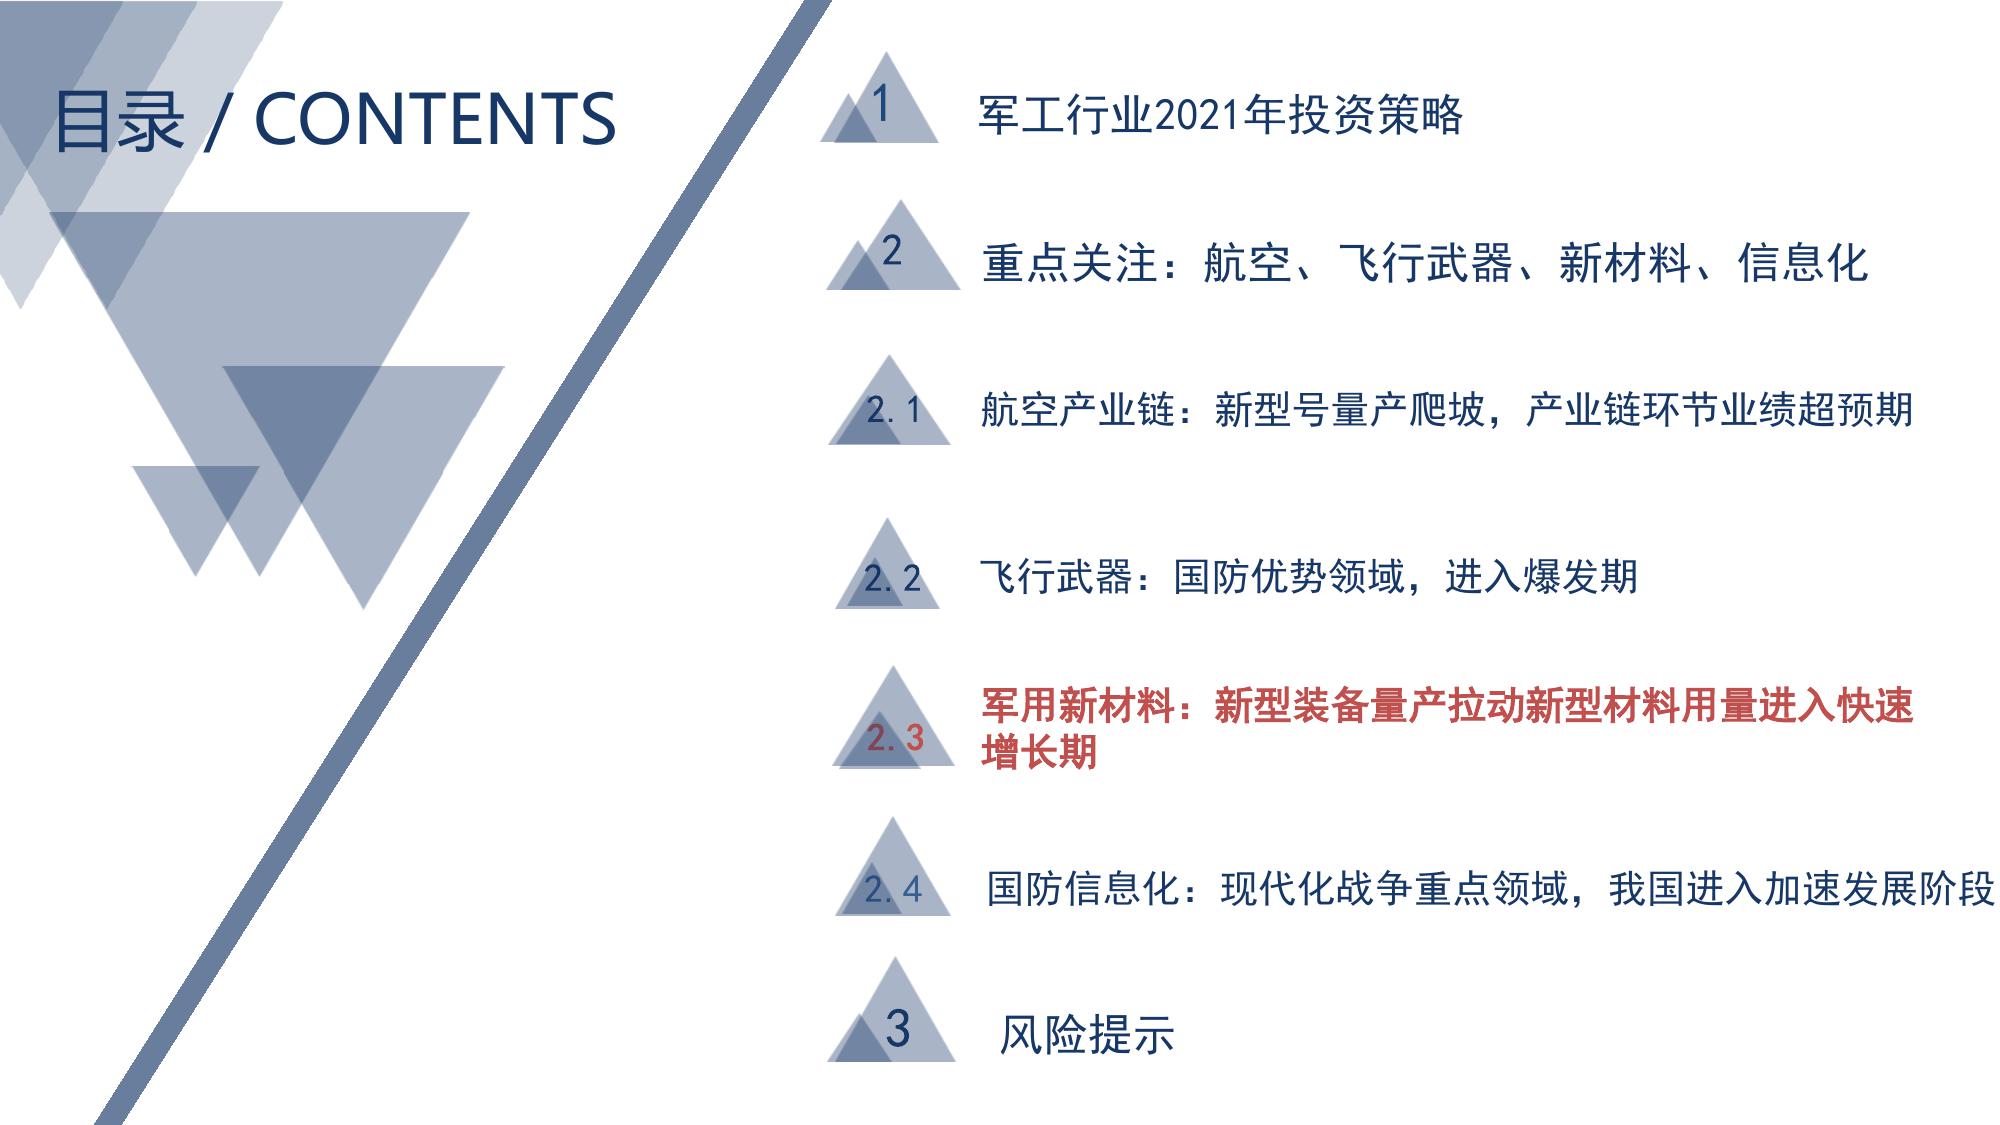 目录 / CONTENTS
1 军工行业2021年投资策略
2 重点关注：航空、飞行武器、新材料、信息化
2.1 航空产业链：新型号量产爬坡，产业链环节业绩超预期
2.2 飞行武器：国防优势领域，进入爆发期
2.3 军用新材料：新型装备量产拉动新型材料用量进入快速
增长期
2.4 国防信息化：现代化战争重点领域，我国进入加速发展阶段
3 风险提示